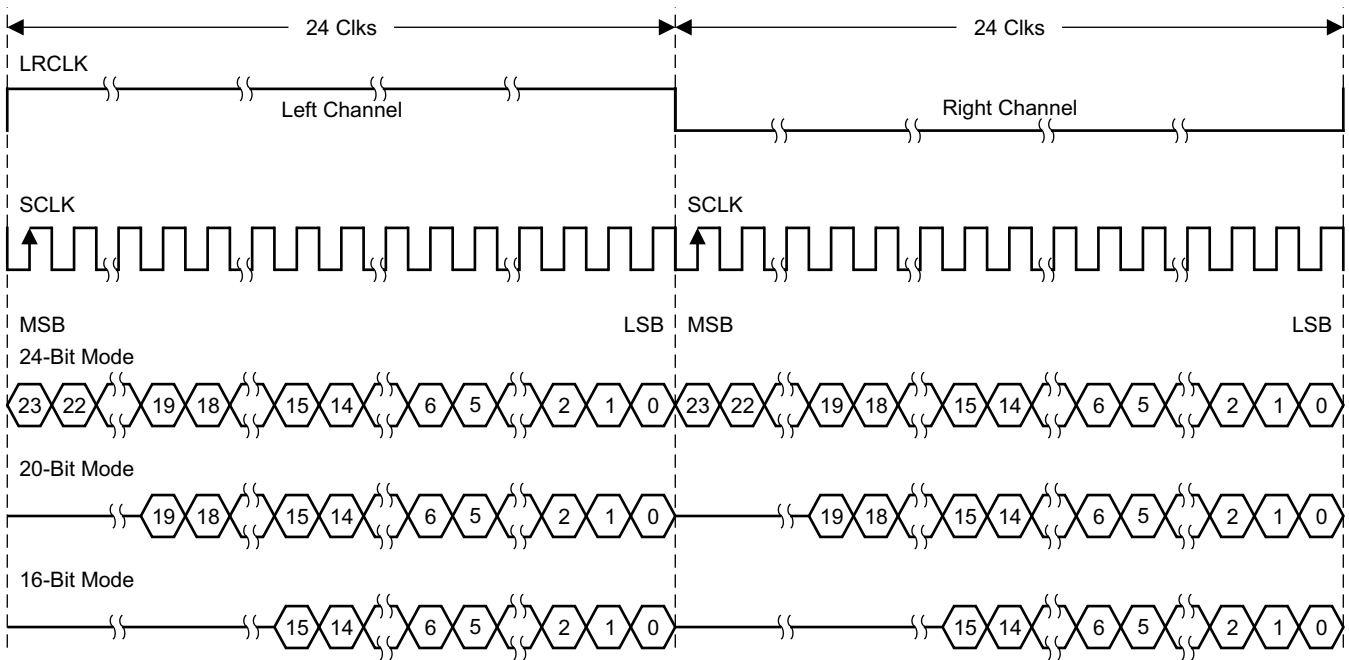 24 Clks 24 Clks
LRCLK
Left Channel Right Channel
SCLK SCLK
MSB LSB MSB LSB
24-Bit Mode
23 22 19 18 15 14 6 5 2 1 0 23 22 19 18 15 14 6 5 2 1 0
20-Bit Mode
19 18 15 14 6 5 2 1 0 19 18 15 14 6 5 2 1 0
16-Bit Mode
15 14 6 5 2 1 0 15 14 6 5 2 1 0